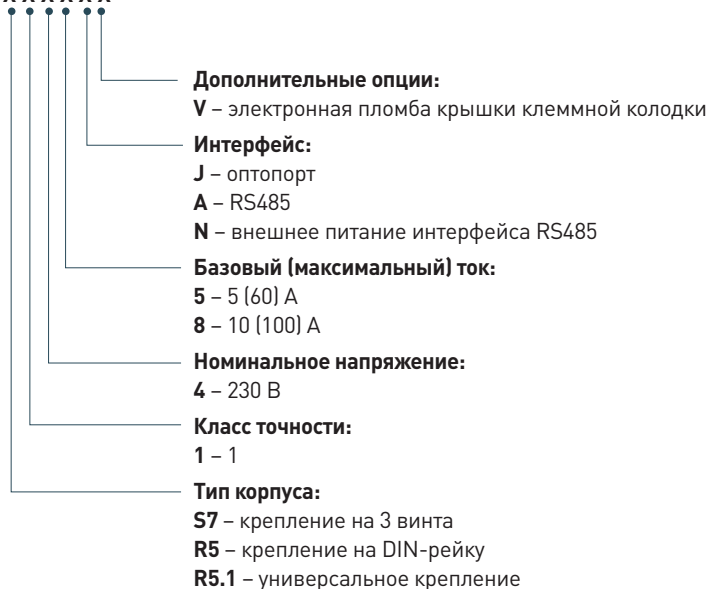 Дополнительные опции:
V – электронная пломба крышки клеммной колодки
Интерфейс:
J – оптопорт
A – RS485
N – внешнее питание интерфейса RS485
Базовый (максимальный) ток:
5 – 5 (60) А
8 – 10 (100) А
Номинальное напряжение:
4 – 230 В
Класс точности:
1 – 1
Тип корпуса:
S7 – крепление на 3 винта
R5 – крепление на DIN-рейку
R5.1 – универсальное крепление